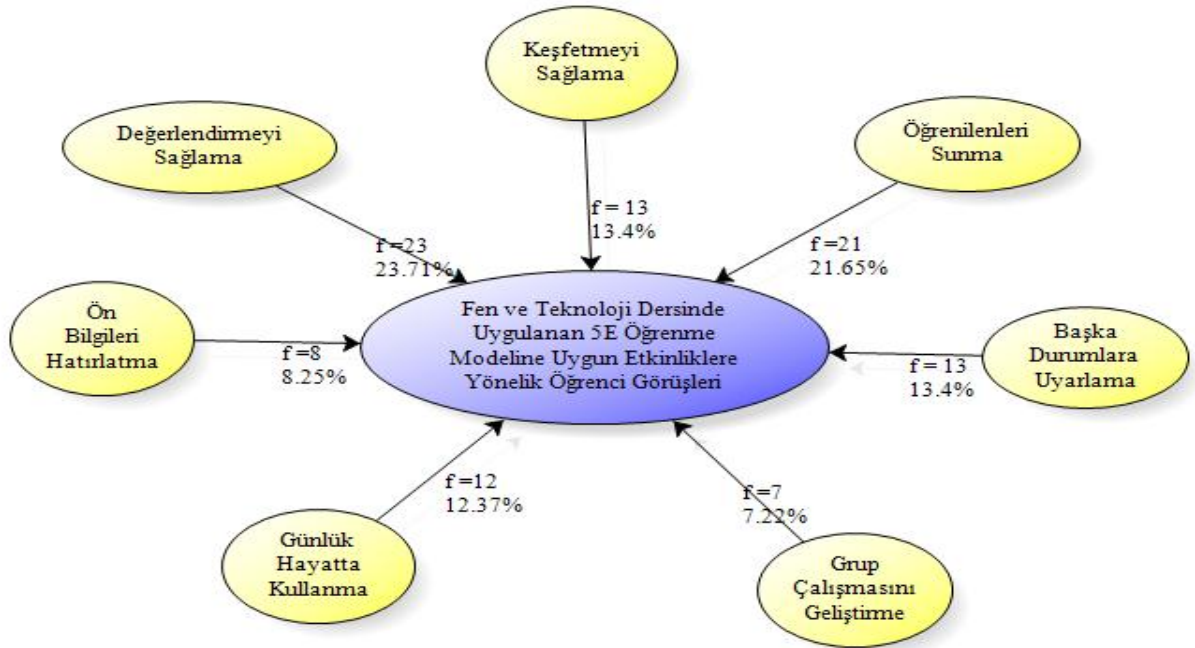 Keşfetmeyi
Sağlama
Değerlendirmeyi
Sağlama
Öğrenilenleri
Sunma
f = 13
13.4%
f =23
23.71%
f =21
21.65%
Ön
Bilgileri
Hatırlatma
f=8
8.25%
Fen ve Teknoloji Dersinde
Uygulanan 5E Öğrenme
Modeline Uygun Etkinliklere
Yönelik Öğrenci Görüşleri
Başka
Durumlara
Uyarlama
f = 13
13.4%
f =12
12.37%
f =7
7.22%
Günlük
Hayatta
Kullanma
Grup
Çalışmasını
Geliştirme